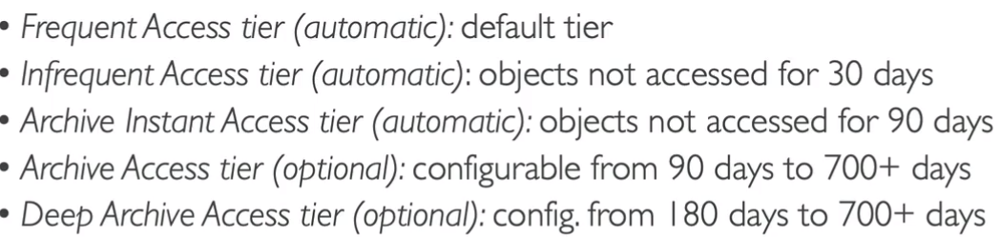 • Frequent Access tier (automatic): default tier
• Infrequent Access tier (automatic): objects not accessed for 30 days
• Archive Instant Access tier (automatic): objects not accessed for 90 days
• Archive Access tier (optional): configurable from 90 days to 700+ days
• Deep Archive Access tier (optional): config. from 180 days to 700+ days